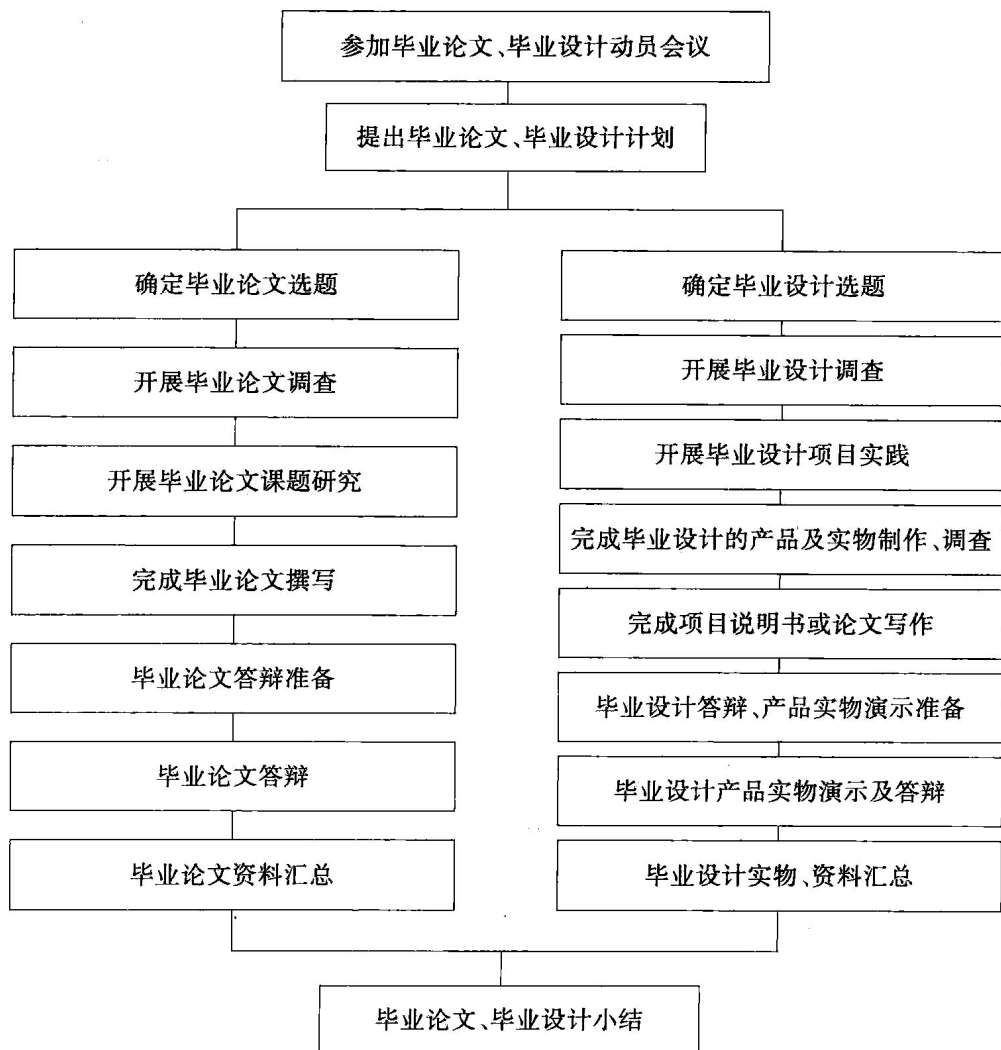 参加毕业论文、毕业设计动员会议
提出毕业论文、毕业设计计划
确定毕业论文选题
开展毕业论文调查
开展毕业论文课题研究
完成毕业论文撰写
毕业论文答辩准备
毕业论文答辩
毕业论文资料汇总
确定毕业设计选题
开展毕业设计调查
开展毕业设计项目实践
完成毕业设计的产品及实物制作、调查
完成项目说明书或论文写作
毕业设计答辩、产品实物演示准备
毕业设计产品实物演示及答辩
毕业设计实物、资料汇总
毕业论文、毕业设计小结